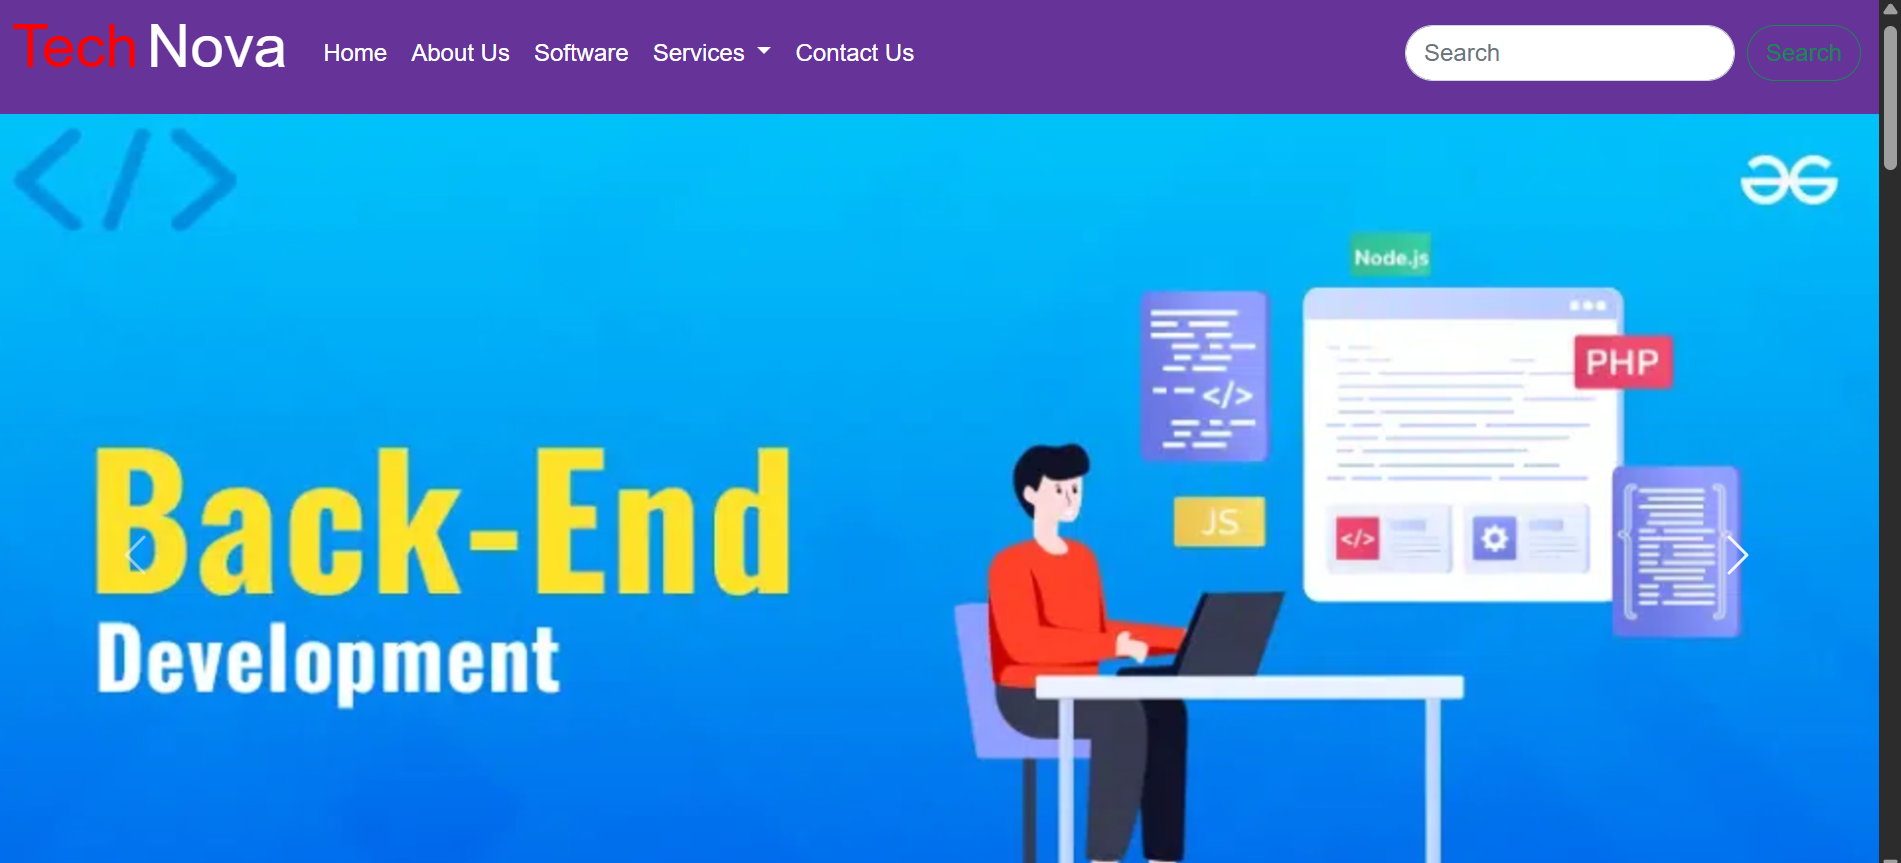 Tech Nova Home About Us Software Services Contact Us Search Search
</>
Node.js
PHP
</>
JS
</>
Back-End
Development